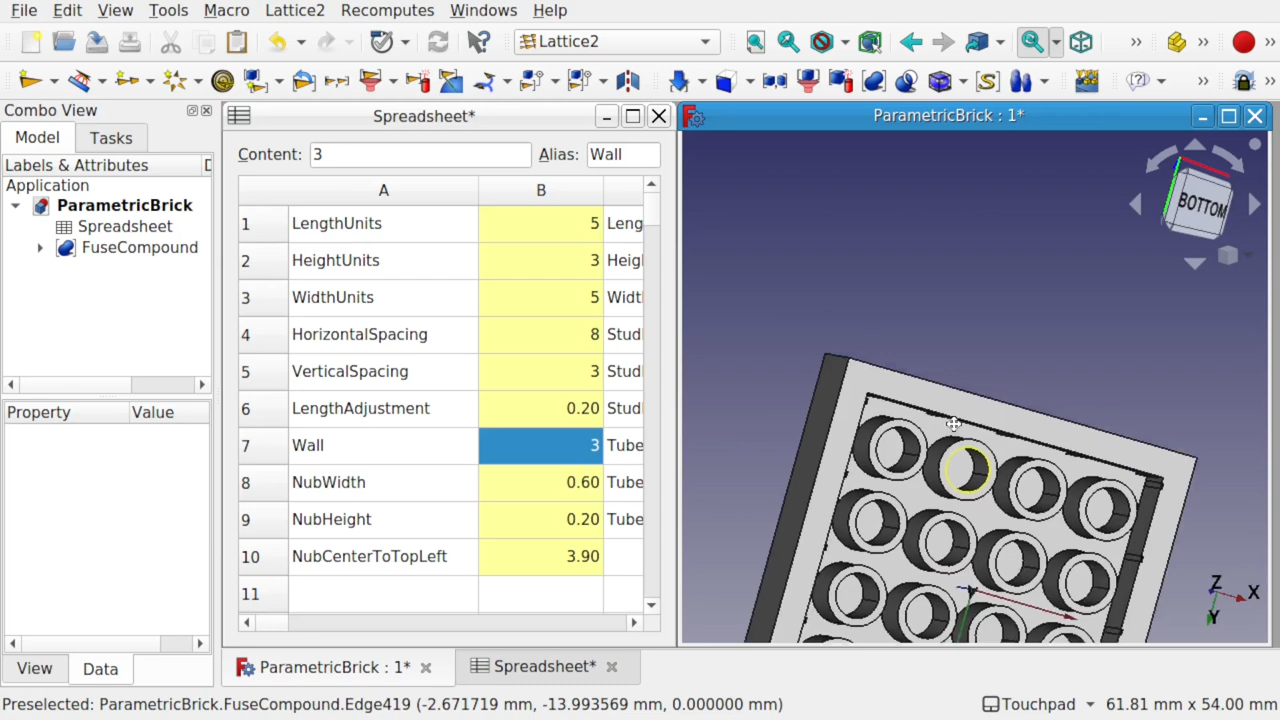 File Edit View Tools Macro Lattice2 Recomputes Windows Help
Lattice2
Combo View
Model Tasks
Labels & Attributes D
Application
ParametricBrick
Spreadsheet
FuseCompound
Property Value
View Data
Spreadsheet*
Content: 3 Alias: Wall
A B
1 LengthUnits 5 Leng
2 HeightUnits 3 Heig
3 WidthUnits 5 Widt
4 HorizontalSpacing 8 Stud
5 VerticalSpacing 3 Stud
6 LengthAdjustment 0.20 Stud
7 Wall 3 Tube
8 NubWidth 0.60 Tube
9 NubHeight 0.20 Tube
10 NubCenterToTopLeft 3.90
11
ParametricBrick : 1*
BOTTOM
Z
X
Y
ParametricBrick : 1* Spreadsheet*
Preselected: ParametricBrick.FuseCompound.Edge419 (-2.671719 mm, -13.993569 mm, 0.000000 mm) Touchpad 61.81 mm x 54.00 mm